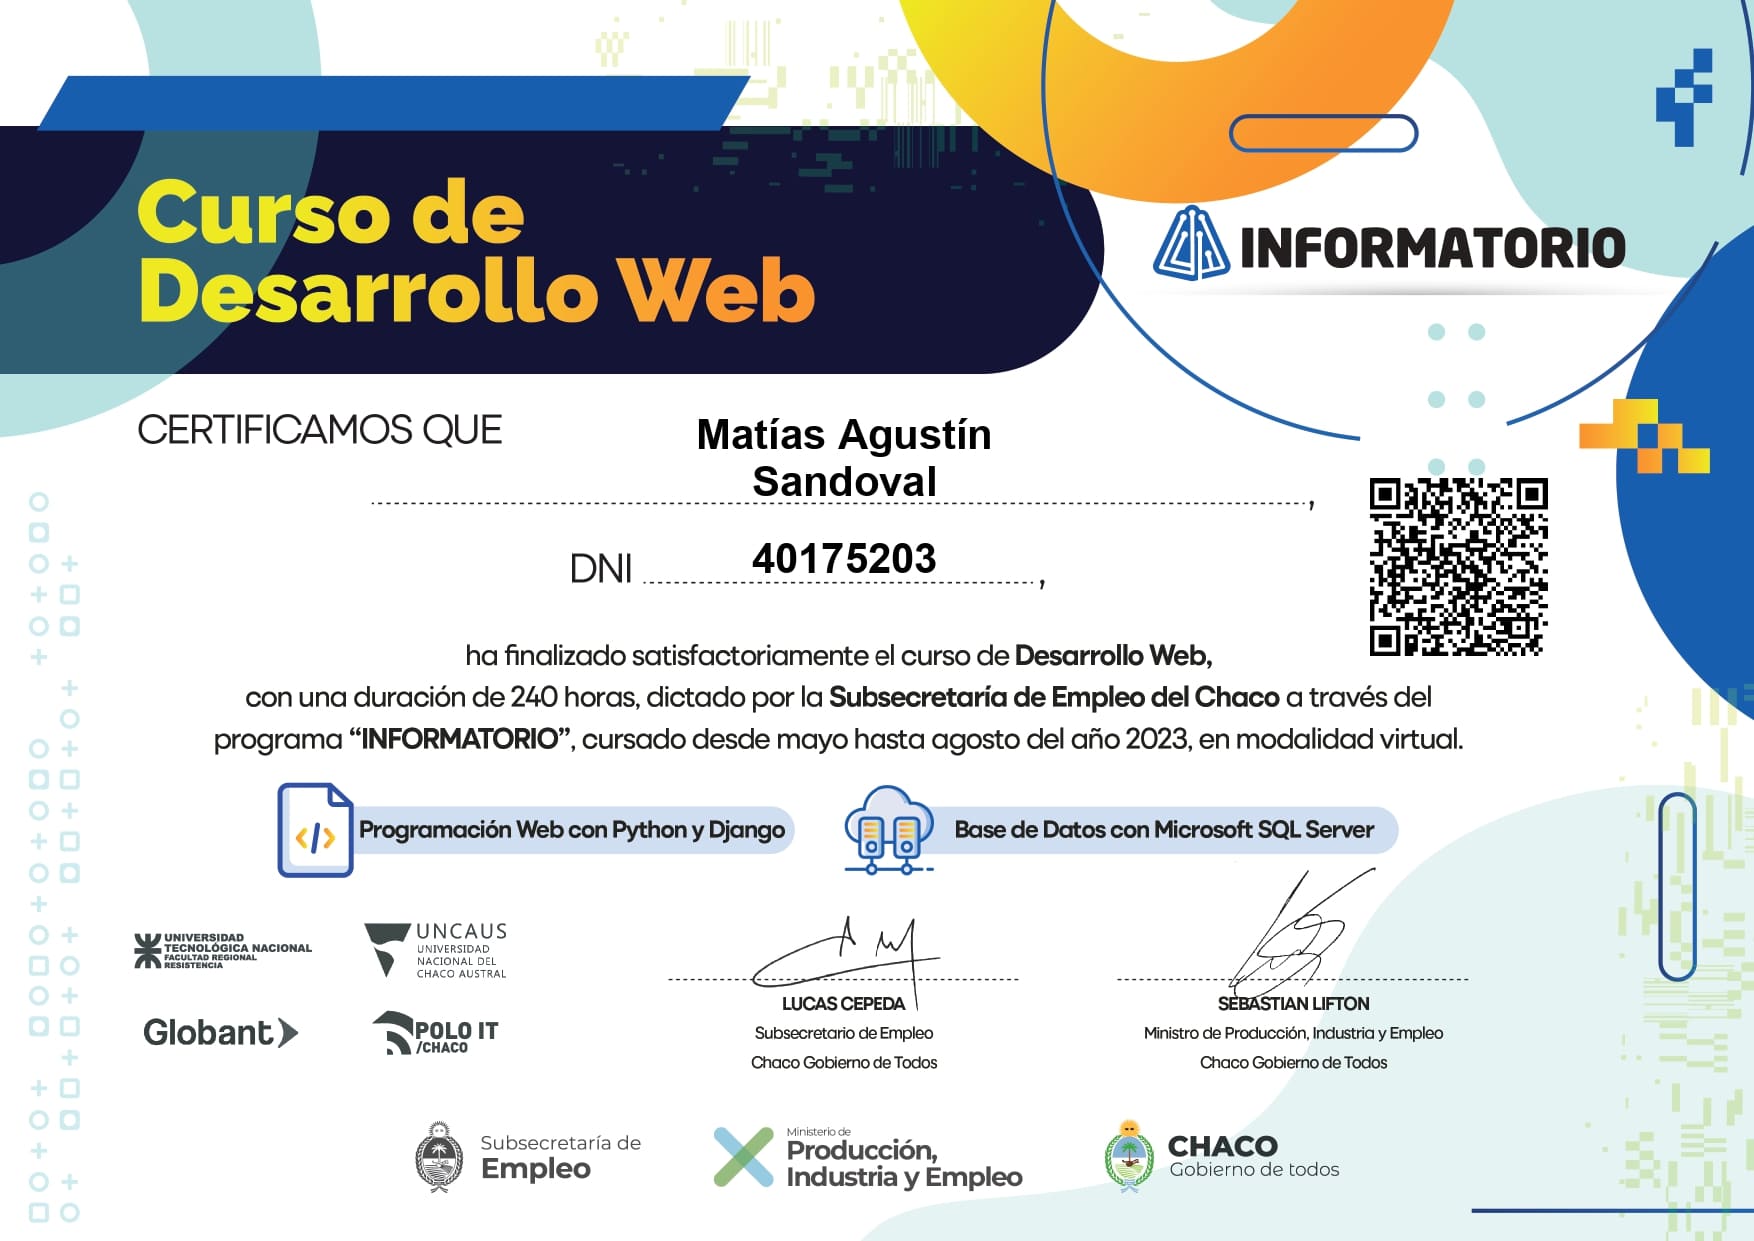 Curso de
Desarrollo Web
INFORMATORIO
CERTIFICAMOS QUE
Matías Agustín
Sandoval
,
DNI 40175203 ,
ha finalizado satisfactoriamente el curso de Desarrollo Web,
con una duración de 240 horas, dictado por la Subsecretaría de Empleo del Chaco a través del
programa “INFORMATORIO”, cursado desde mayo hasta agosto del año 2023, en modalidad virtual.
</> Programación Web con Python y Django
Base de Datos con Microsoft SQL Server
UNIVERSIDAD
TECNOLÓGICA NACIONAL
FACULTAD REGIONAL
RESISTENCIA
UNCAUS
UNIVERSIDAD
NACIONAL DEL
CHACO AUSTRAL
Globant
POLO IT
/CHACO
LUCAS CEPEDA
Subsecretario de Empleo
Chaco Gobierno de Todos
SEBASTIAN LIFTON
Ministro de Producción, Industria y Empleo
Chaco Gobierno de Todos
Subsecretaría de
Empleo
Ministerio de
Producción,
Industria y Empleo
CHACO
Gobierno de todos